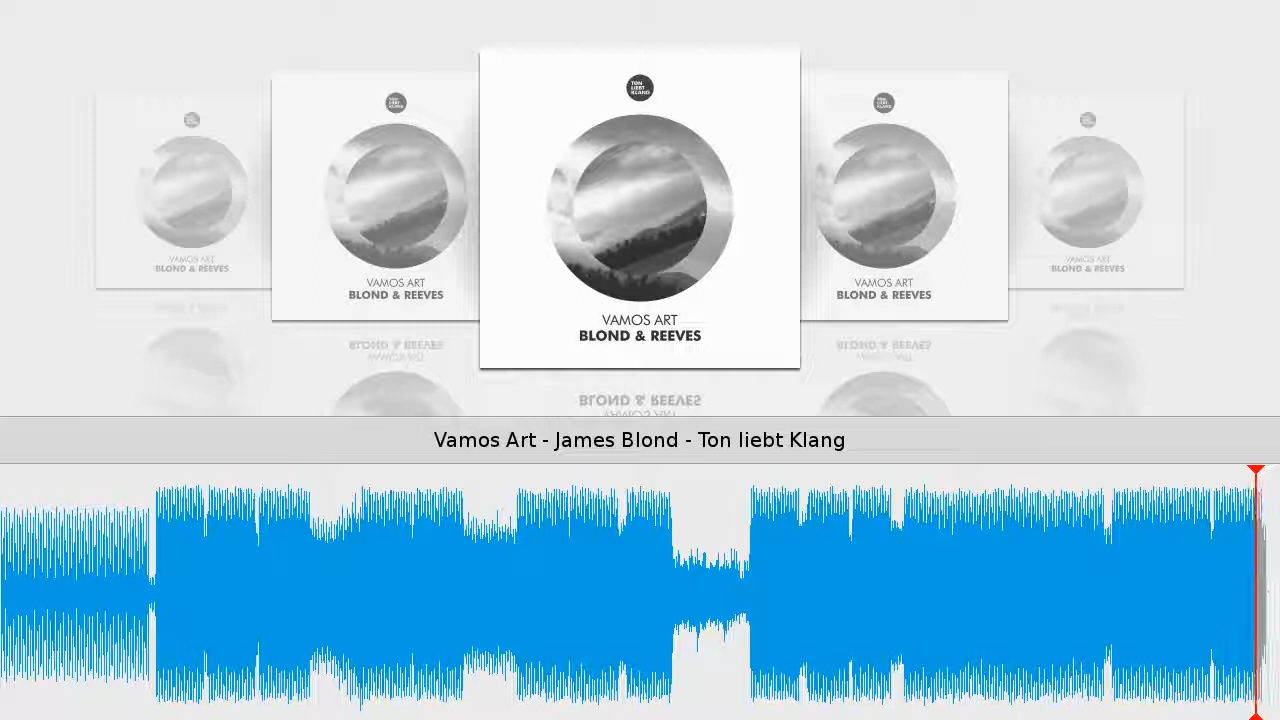 TON
LIEBT
KLANG
VAMOS ART
BLOND & REEVES
VAMOS ART
BLOND & REEVES
VAMOS ART
BLOND & REEVES
VAMOS ART
BLOND & REEVES
VAMOS ART
BLOND & REEVES
Vamos Art - James Blond - Ton liebt Klang